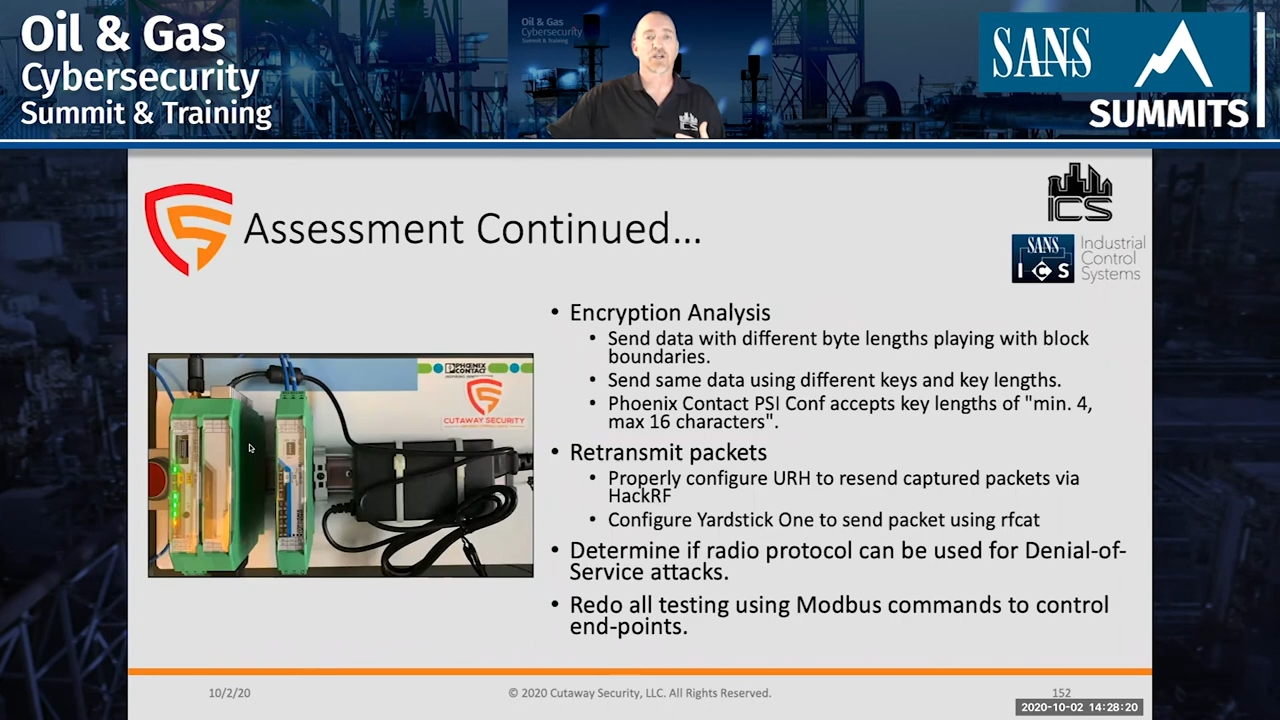 Oil & Gas
Cybersecurity
Summit & Training
Oil & Gas
Cybersecurity
Summit & Training
ICS
SANS
SUMMITS
Assessment Continued...
ICS
SANS
ICS
Industrial
Control
Systems
PHOENIX
CONTACT
CUTAWAY SECURITY
• Encryption Analysis
• Send data with different byte lengths playing with block
boundaries.
• Send same data using different keys and key lengths.
• Phoenix Contact PSI Conf accepts key lengths of "min. 4,
max 16 characters".
• Retransmit packets
• Properly configure URH to resend captured packets via
HackRF
• Configure Yardstick One to send packet using rfcat
• Determine if radio protocol can be used for Denial-of-
Service attacks.
• Redo all testing using Modbus commands to control
end-points.
10/2/20
© 2020 Cutaway Security, LLC. All Rights Reserved.
152
2020-10-02 14:28:20